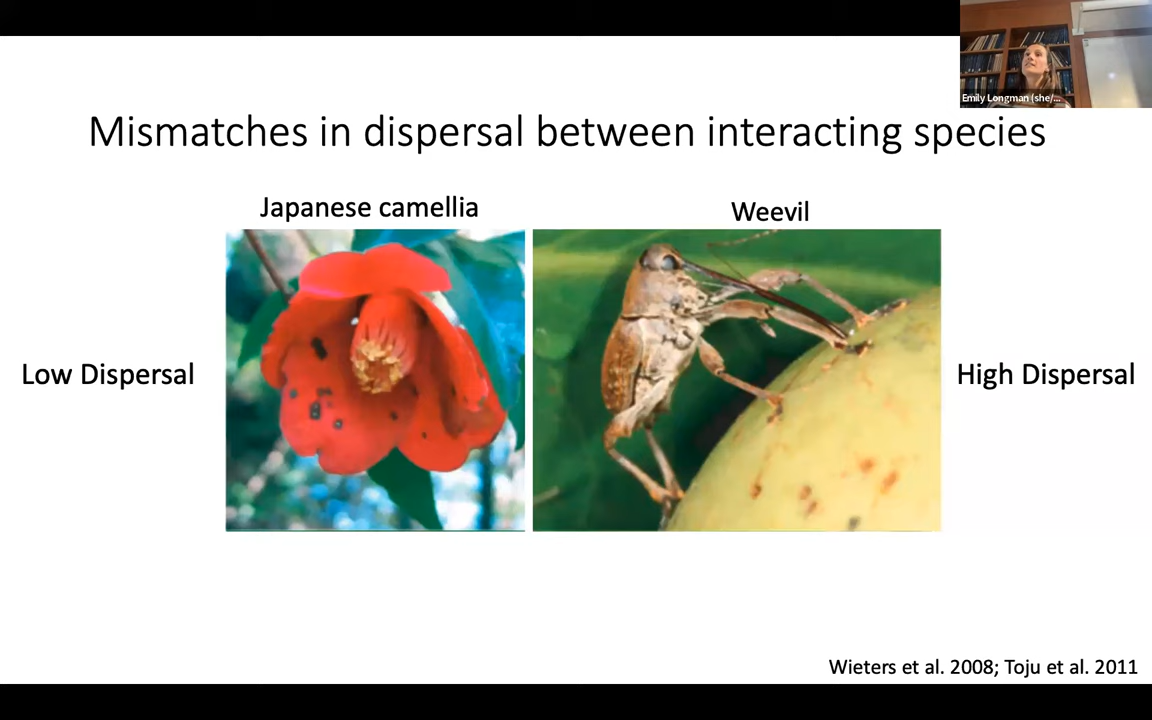 Emily Longman (she/...
Mismatches in dispersal between interacting species
Japanese camellia
Weevil
Low Dispersal
High Dispersal
Wieters et al. 2008; Toju et al. 2011